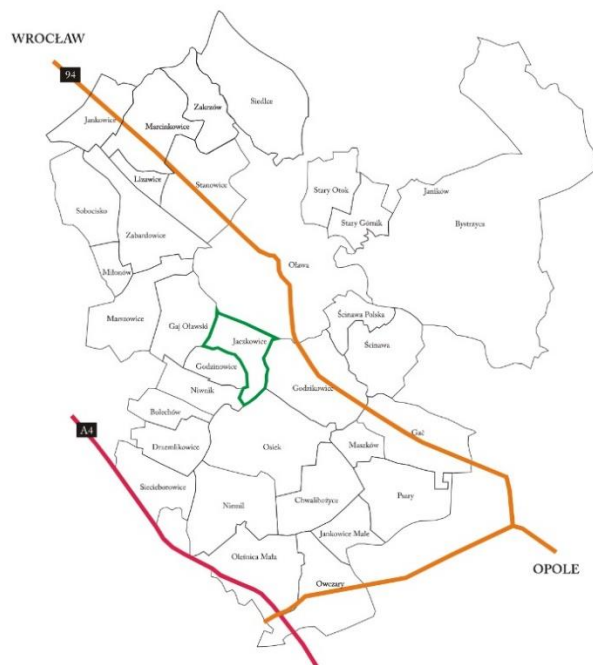 WROCŁAW
94
Siedlce
Zakrzów
Jankowice
Marcinkowice
Lizawice
Stanowice
Stary Otok
Janików
Sobocisko
Stary Górnik
Bystrzyca
Zabardowice
Oława
Miłonów
Ścinawa Polska
Marszowice
Gaj Oławski
Jaczkowice
Ścinawa
Godzinowice
Niwnik
Godzikowice
Bolechów
A4
Gać
Drzemlikowice
Osiek
Maszków
Siecieborowice
Chwalibożyce
Psary
Niemil
Jankowice Małe
Oleśnica Mała
OPOLE
Owczary